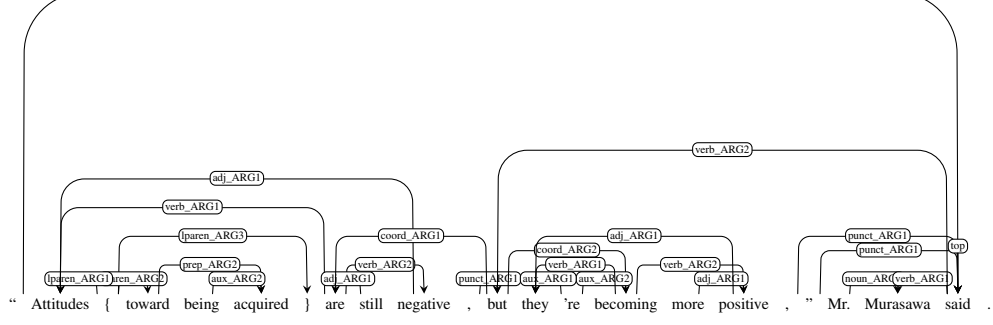 verb_ARG2
adj_ARG1
verb_ARG1
lparen_ARG3 coord_ARG1 adj_ARG1 punct_ARG1
coord_ARG2 punct_ARG1 top
prep_ARG2 verb_ARG2 verb_ARG1 verb_ARG2
lparen_ARG1 aren_ARG2 aux_ARG2 adj_ARG1 punct_ARG1 aux_ARG1 aux_ARG2 adj_ARG1 noun_ARG verb_ARG1
“ Attitudes { toward being acquired } are still negative , but they 're becoming more positive , ” Mr. Murasawa said .